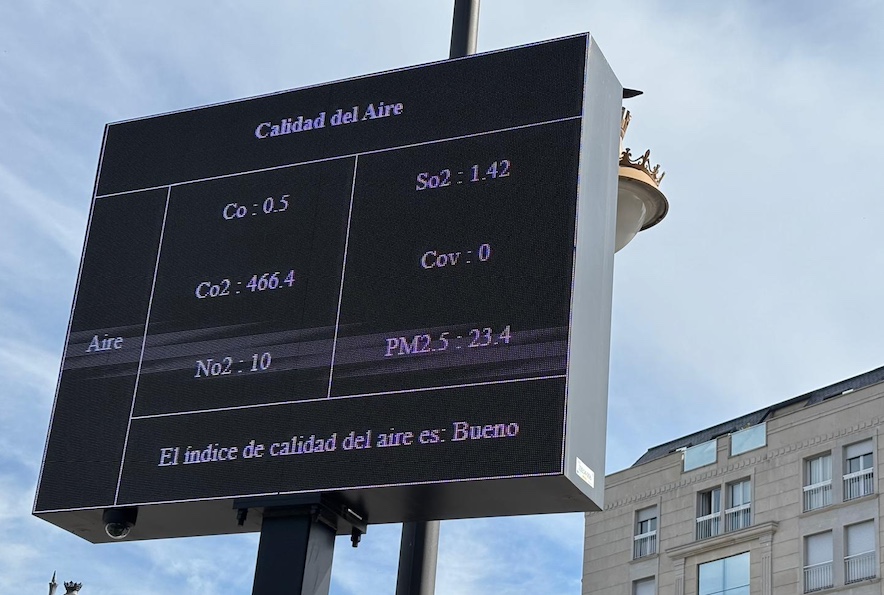 Calidad del Aire
Aire
Co : 0.5
Co2 : 466.4
No2 : 10
So2 : 1.42
Cov : 0
PM2.5 : 23.4
El índice de calidad del aire es: Bueno